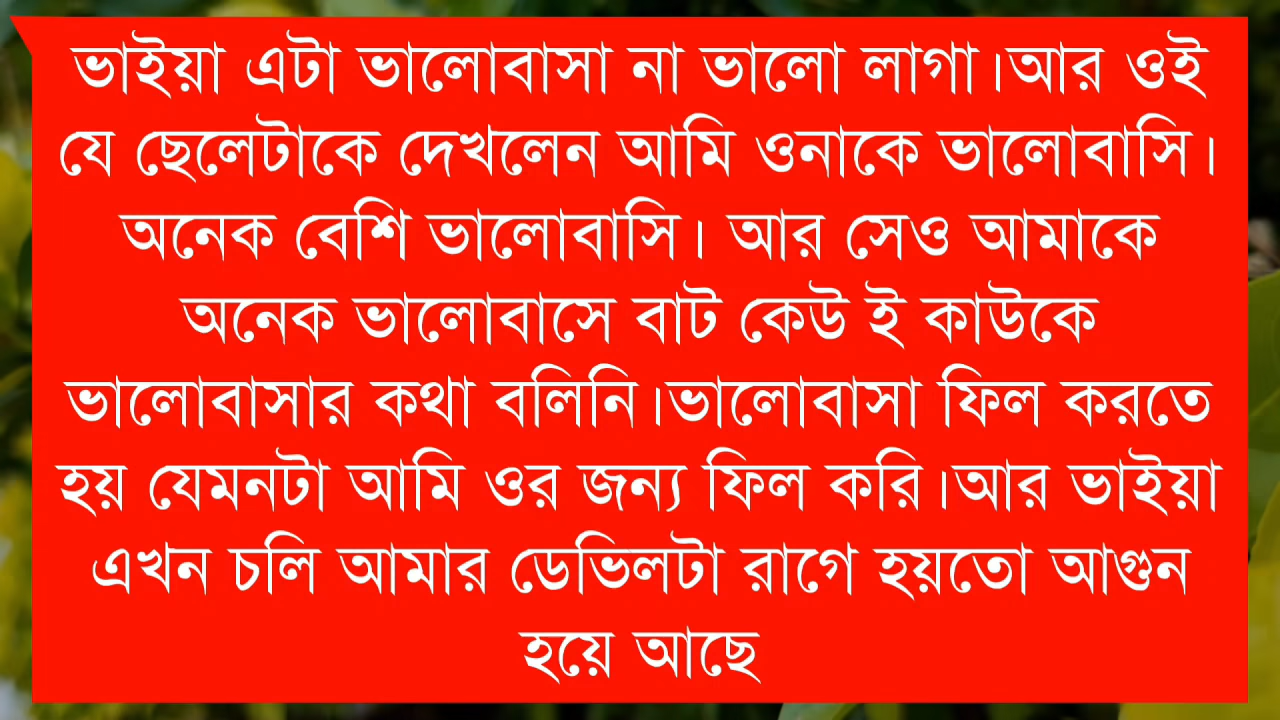 ভাইয়া এটা ভালোবাসা না ভালো লাগা।আর ওই
যে ছেলেটাকে দেখলেন আমি ওনাকে ভালোবাসি।
অনেক বেশি ভালোবাসি। আর সেও আমাকে
অনেক ভালোবাসে বাট কেউ ই কাউকে
ভালোবাসার কথা বলিনি।ভালোবাসা ফিল করতে
হয় যেমনটা আমি ওর জন্য ফিল করি।আর ভাইয়া
এখন চলি আমার ডেভিলটা রাগে হয়তো আগুন
হয়ে আছে